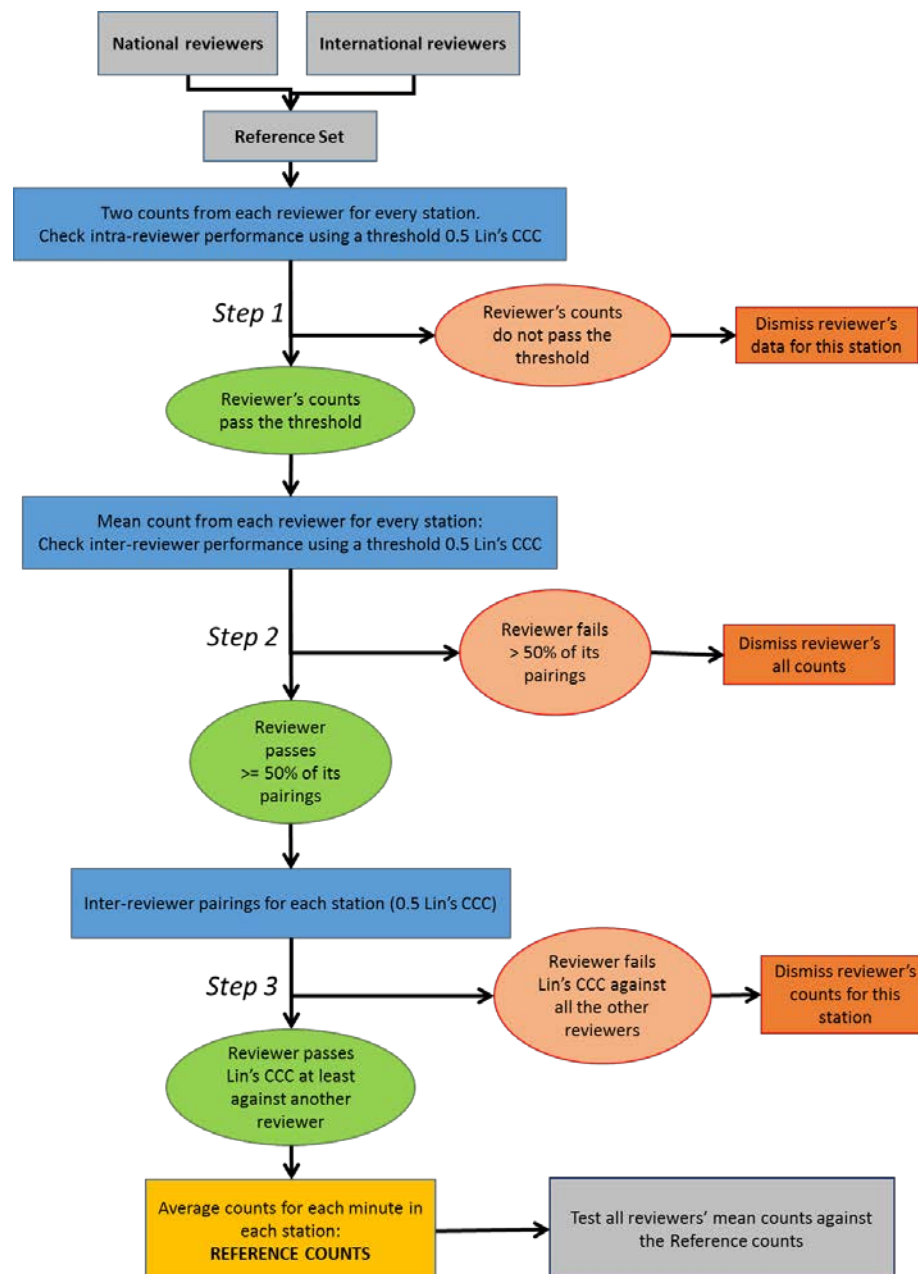 National reviewers
International reviewers
Reference Set
Two counts from each reviewer for every station.
Check intra-reviewer performance using a threshold 0.5 Lin's CCC
Step 1
Reviewer's counts
do not pass the
threshold
Dismiss reviewer's
data for this station
Reviewer's counts
pass the threshold
Mean count from each reviewer for every station:
Check inter-reviewer performance using a threshold 0.5 Lin's CCC
Step 2
Reviewer fails
> 50% of its
pairings
Dismiss reviewer's
all counts
Reviewer
passes
>= 50% of its
pairings
Inter-reviewer pairings for each station (0.5 Lin's CCC)
Step 3
Reviewer fails
Lin's CCC against
all the other
reviewers
Dismiss reviewer's
counts for this
station
Reviewer passes
Lin's CCC at least
against another
reviewer
Average counts for each minute in
each station:
REFERENCE COUNTS
Test all reviewers' mean counts against
the Reference counts